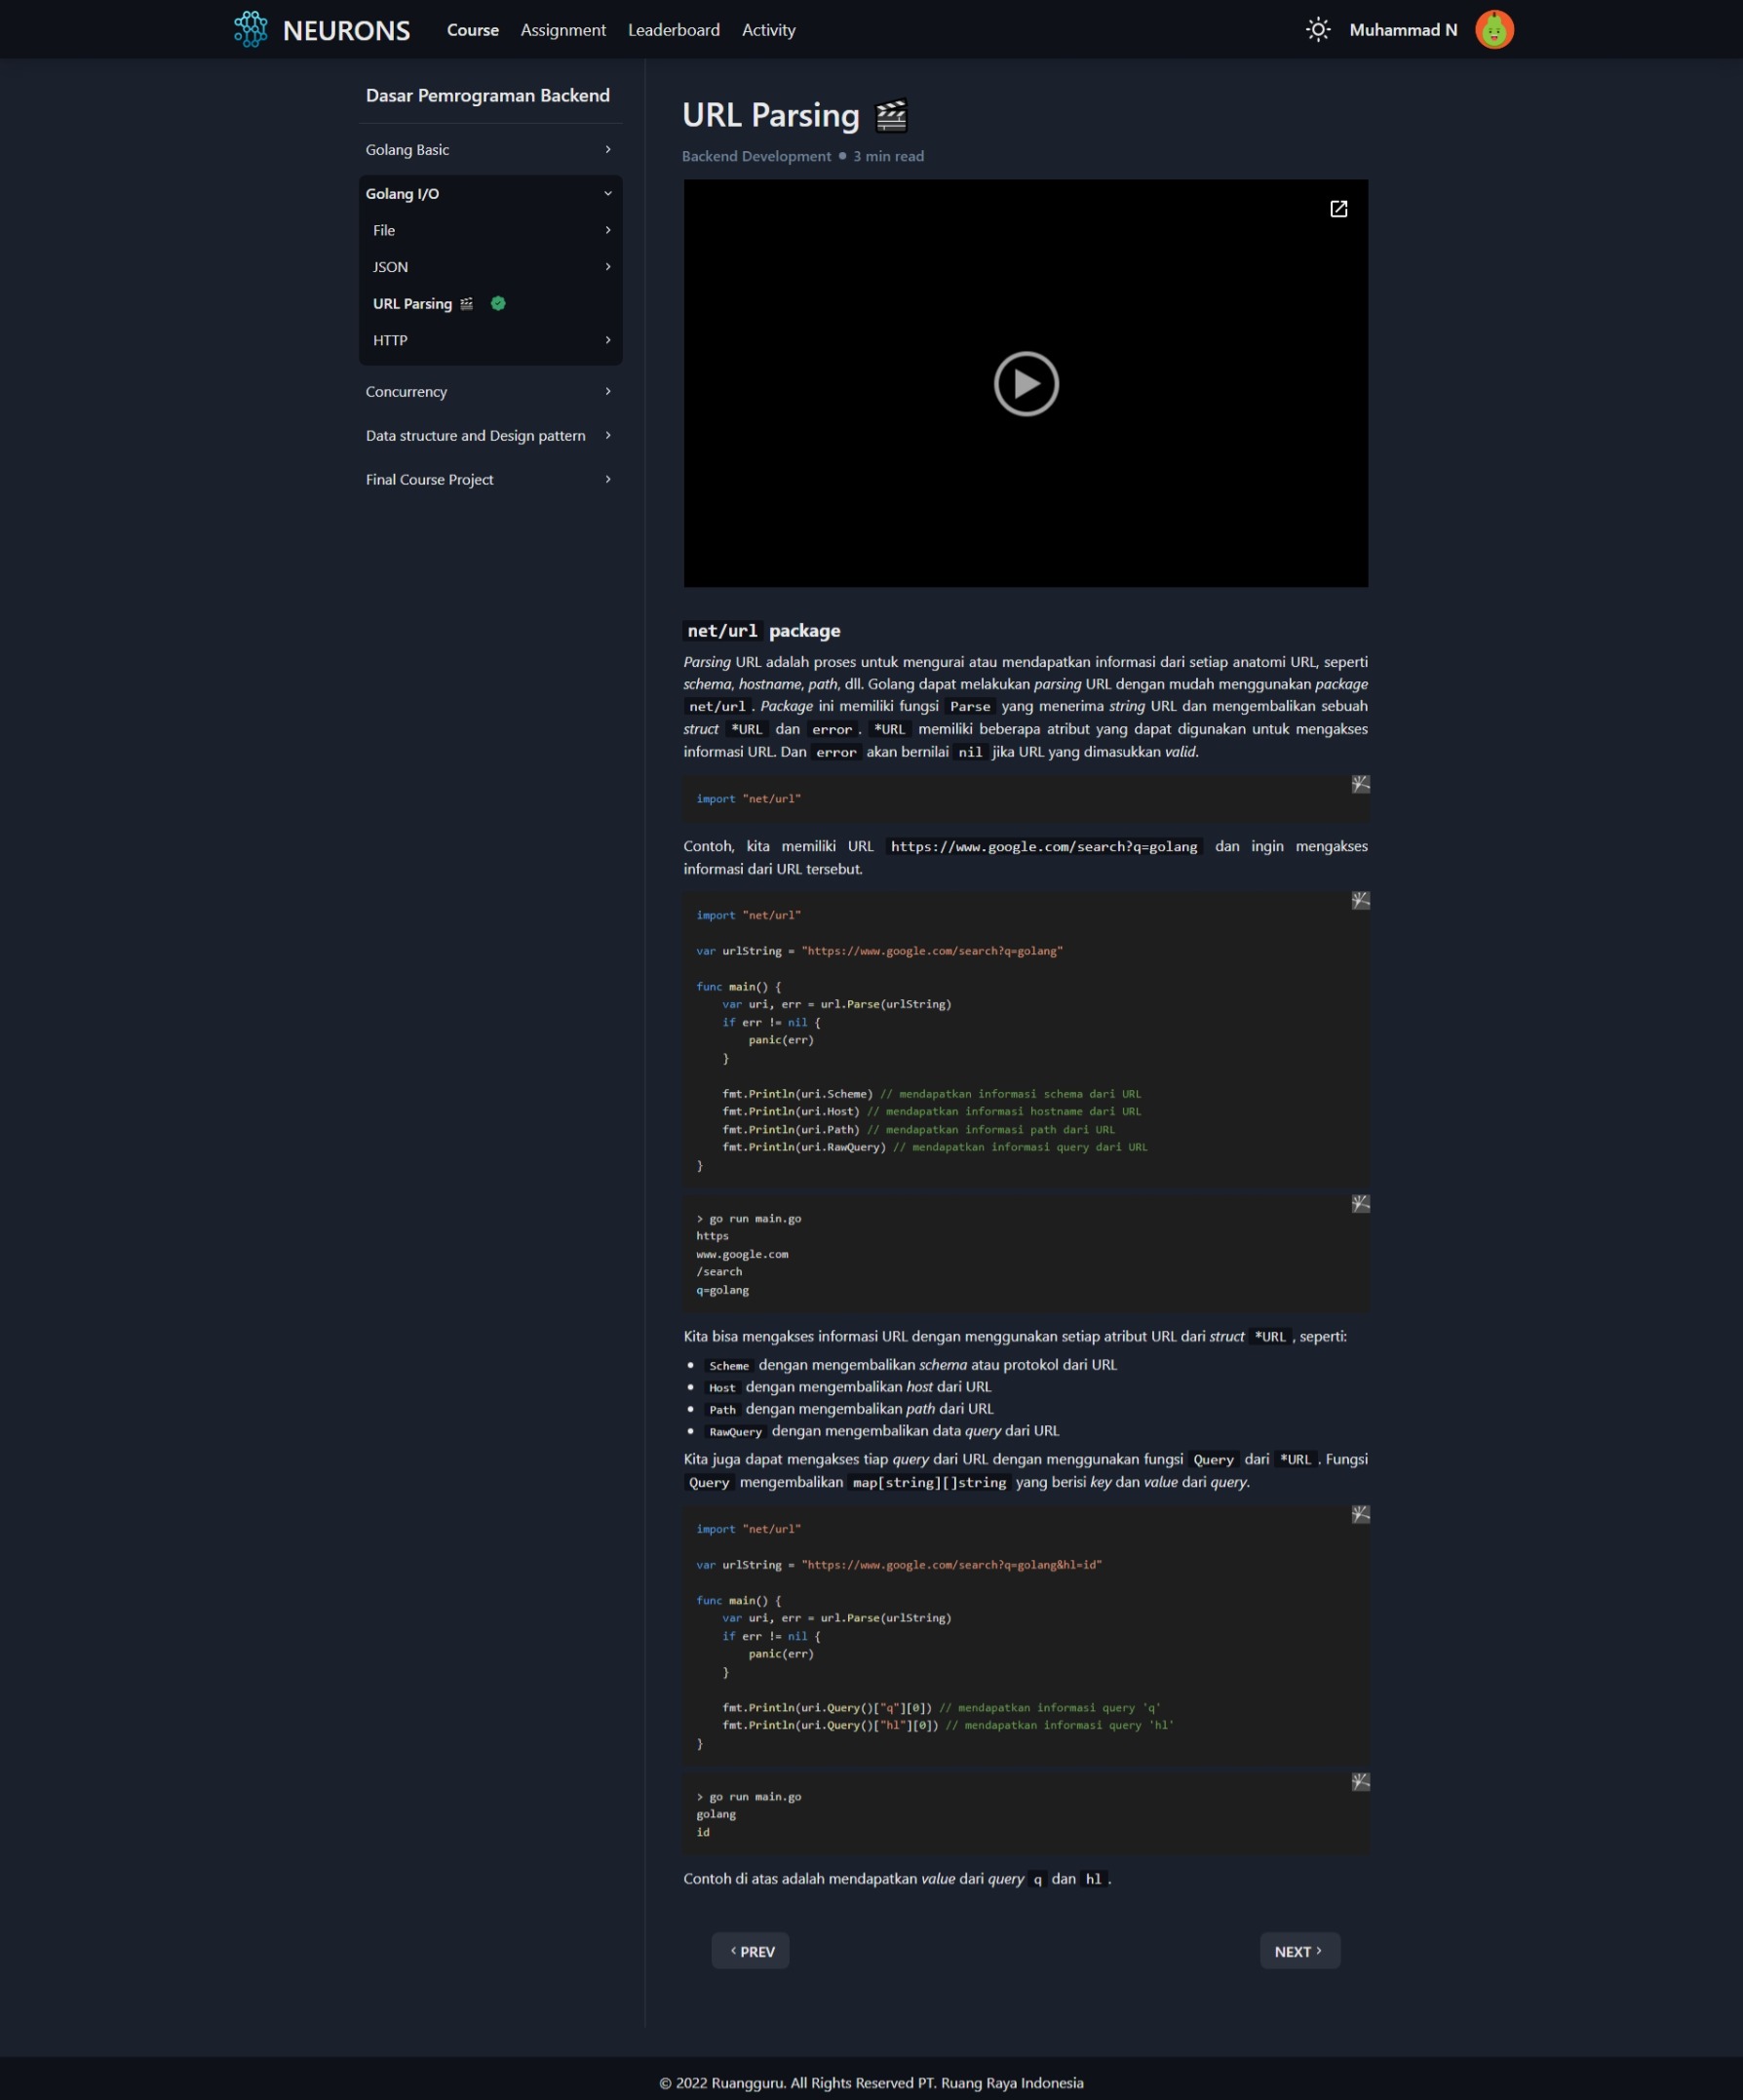 NEURONS
Course
Assignment
Leaderboard
Activity
Muhammad N
Dasar Pemrograman Backend
Golang Basic
Golang I/O
File
JSON
URL Parsing
HTTP
Concurrency
Data structure and Design pattern
Final Course Project
URL Parsing
Backend Development • 3 min read
net/url package
Parsing URL adalah proses untuk mengurai atau mendapatkan informasi dari setiap anatomi URL, seperti
schema, hostname, path, dll. Golang dapat melakukan parsing URL dengan mudah menggunakan package
net/url. Package ini memiliki fungsi Parse yang menerima string URL dan mengembalikan sebuah
struct *URL dan error. *URL memiliki beberapa atribut yang dapat digunakan untuk mengakses
informasi URL. Dan error akan bernilai nil jika URL yang dimasukkan valid.
import "net/url"
Contoh, kita memiliki URL https://www.google.com/search?q=golang dan ingin mengakses
informasi dari URL tersebut.
import "net/url"
var urlString = "https://www.google.com/search?q=golang"
func main() {
var uri, err = url.Parse(urlString)
if err != nil {
panic(err)
}
fmt.Println(uri.Scheme) // mendapatkan informasi schema dari URL
fmt.Println(uri.Host) // mendapatkan informasi hostname dari URL
fmt.Println(uri.Path) // mendapatkan informasi path dari URL
fmt.Println(uri.RawQuery) // mendapatkan informasi query dari URL
}
> go run main.go
https
www.google.com
/search
q=golang
Kita bisa mengakses informasi URL dengan menggunakan setiap atribut URL dari struct *URL, seperti:
• Scheme dengan mengembalikan schema atau protokol dari URL
• Host dengan mengembalikan host dari URL
• Path dengan mengembalikan path dari URL
• RawQuery dengan mengembalikan data query dari URL
Kita juga dapat mengakses tiap query dari URL dengan menggunakan fungsi Query dari *URL. Fungsi
Query mengembalikan map[string][]string yang berisi key dan value dari query.
import "net/url"
var urlString = "https://www.google.com/search?q=golang&hl=id"
func main() {
var uri, err = url.Parse(urlString)
if err != nil {
panic(err)
}
fmt.Println(uri.Query()["q"][0]) // mendapatkan informasi query 'q'
fmt.Println(uri.Query()["hl"][0]) // mendapatkan informasi query 'hl'
}
> go run main.go
golang
id
Contoh di atas adalah mendapatkan value dari query q dan hl.
‹ PREV
NEXT ›
© 2022 Ruangguru. All Rights Reserved PT. Ruang Raya Indonesia